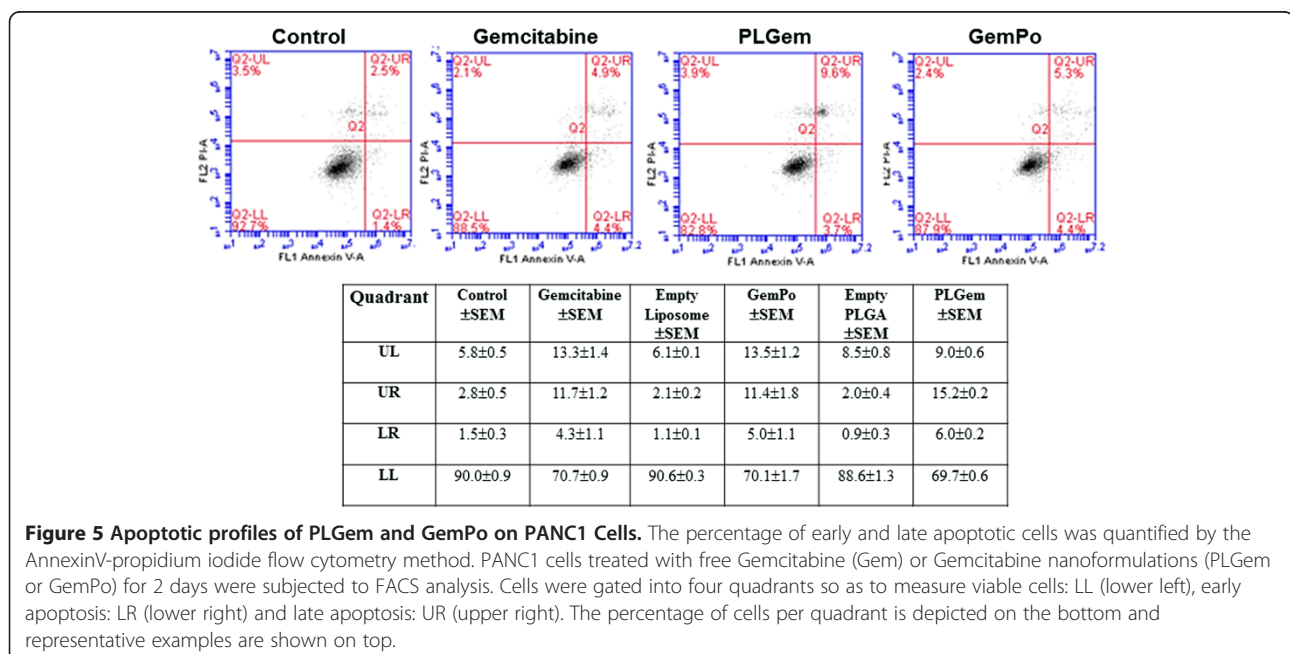 Control Gemcitabine PLGem GemPo
Q2-UL 3.5% Q2-UR 2.5%
Q2
Q2-LL 92.7% Q2-LR 1.4%
FL2 PI-A
FL1 Annexin V-A
Q2-UL 2.1% Q2-UR 4.9%
Q2
Q2-LL 88.5% Q2-LR 4.4%
FL2 PI-A
FL1 Annexin V-A
Q2-UL 3.9% Q2-UR 9.6%
Q2
Q2-LL 82.8% Q2-LR 3.7%
FL2 PI-A
FL1 Annexin V-A
Q2-UL 2.4% Q2-UR 5.3%
Q2
Q2-LL 87.9% Q2-LR 4.4%
FL2 PI-A
FL1 Annexin V-A
Quadrant Control ±SEM Gemcitabine ±SEM Empty Liposome ±SEM GemPo ±SEM Empty PLGA ±SEM PLGem ±SEM
UL 5.8±0.5 13.3±1.4 6.1±0.1 13.5±1.2 8.5±0.8 9.0±0.6
UR 2.8±0.5 11.7±1.2 2.1±0.2 11.4±1.8 2.0±0.4 15.2±0.2
LR 1.5±0.3 4.3±1.1 1.1±0.1 5.0±1.1 0.9±0.3 6.0±0.2
LL 90.0±0.9 70.7±0.9 90.6±0.3 70.1±1.7 88.6±1.3 69.7±0.6
Figure 5 Apoptotic profiles of PLGem and GemPo on PANC1 Cells. The percentage of early and late apoptotic cells was quantified by the
AnnexinV-propidium iodide flow cytometry method. PANC1 cells treated with free Gemcitabine (Gem) or Gemcitabine nanoformulations (PLGem
or GemPo) for 2 days were subjected to FACS analysis. Cells were gated into four quadrants so as to measure viable cells: LL (lower left), early
apoptosis: LR (lower right) and late apoptosis: UR (upper right). The percentage of cells per quadrant is depicted on the bottom and
representative examples are shown on top.